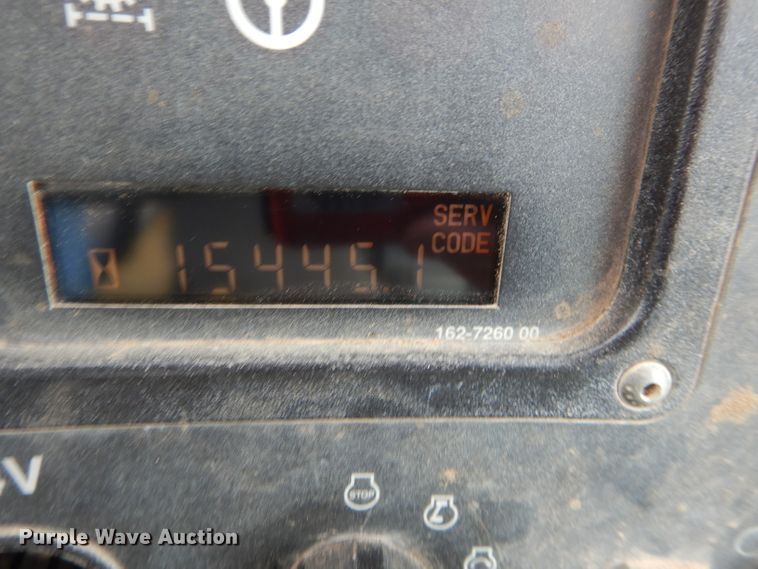 SERV
15445.1 CODE
162-7260 00
V
STOP
Purple Wave Auction®